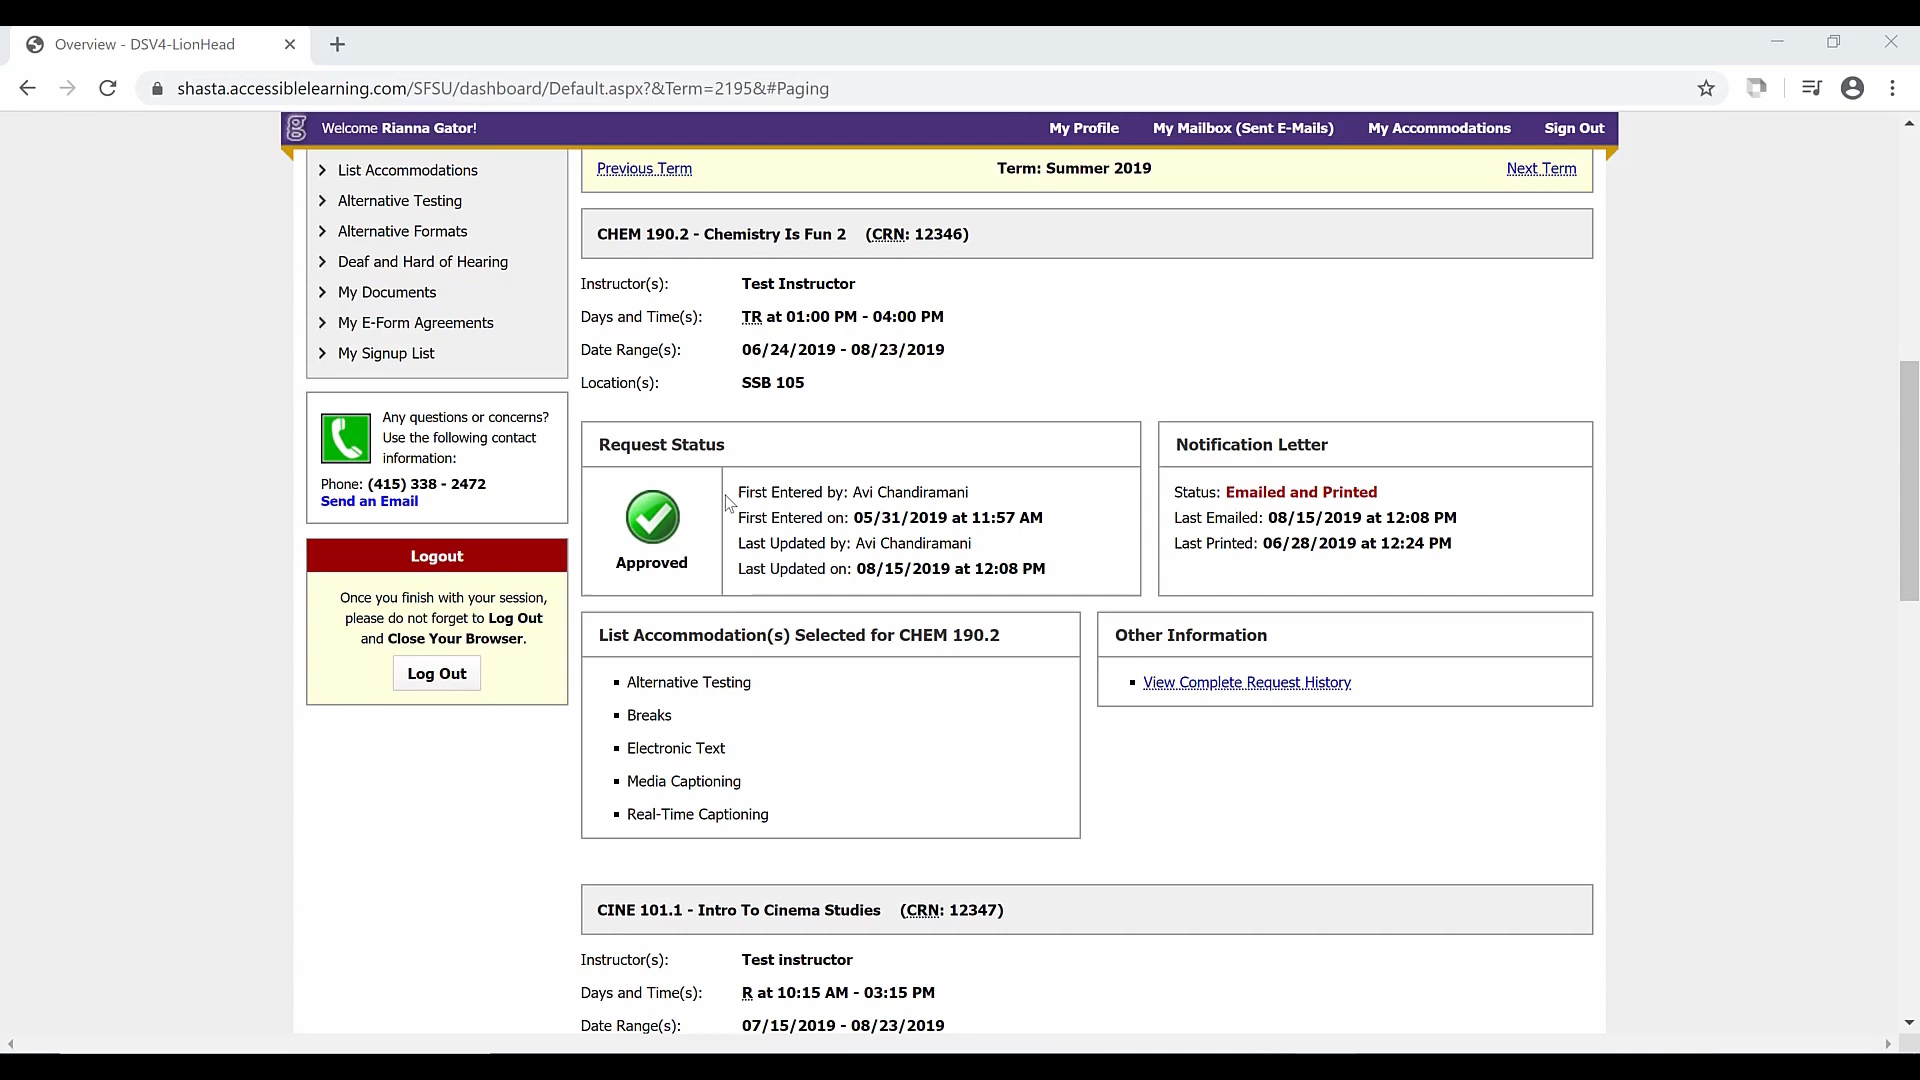 Overview - DSV4-LionHead
shasta.accessiblelearning.com/SFSU/dashboard/Default.aspx?&Term=2195&#Paging
g Welcome Rianna Gator!
My Profile
My Mailbox (Sent E-Mails)
My Accommodations
Sign Out
List Accommodations
Alternative Testing
Alternative Formats
Deaf and Hard of Hearing
My Documents
My E-Form Agreements
My Signup List
Any questions or concerns?
Use the following contact
information:
Phone: (415) 338 - 2472
Send an Email
Logout
Once you finish with your session,
please do not forget to Log Out
and Close Your Browser.
Log Out
Previous Term
Term: Summer 2019
Next Term
CHEM 190.2 - Chemistry Is Fun 2 (CRN: 12346)
Instructor(s): Test Instructor
Days and Time(s): TR at 01:00 PM - 04:00 PM
Date Range(s): 06/24/2019 - 08/23/2019
Location(s): SSB 105
Request Status
Approved
First Entered by: Avi Chandiramani
First Entered on: 05/31/2019 at 11:57 AM
Last Updated by: Avi Chandiramani
Last Updated on: 08/15/2019 at 12:08 PM
Notification Letter
Status: Emailed and Printed
Last Emailed: 08/15/2019 at 12:08 PM
Last Printed: 06/28/2019 at 12:24 PM
List Accommodation(s) Selected for CHEM 190.2
Alternative Testing
Breaks
Electronic Text
Media Captioning
Real-Time Captioning
Other Information
View Complete Request History
CINE 101.1 - Intro To Cinema Studies (CRN: 12347)
Instructor(s): Test instructor
Days and Time(s): R at 10:15 AM - 03:15 PM
Date Range(s): 07/15/2019 - 08/23/2019